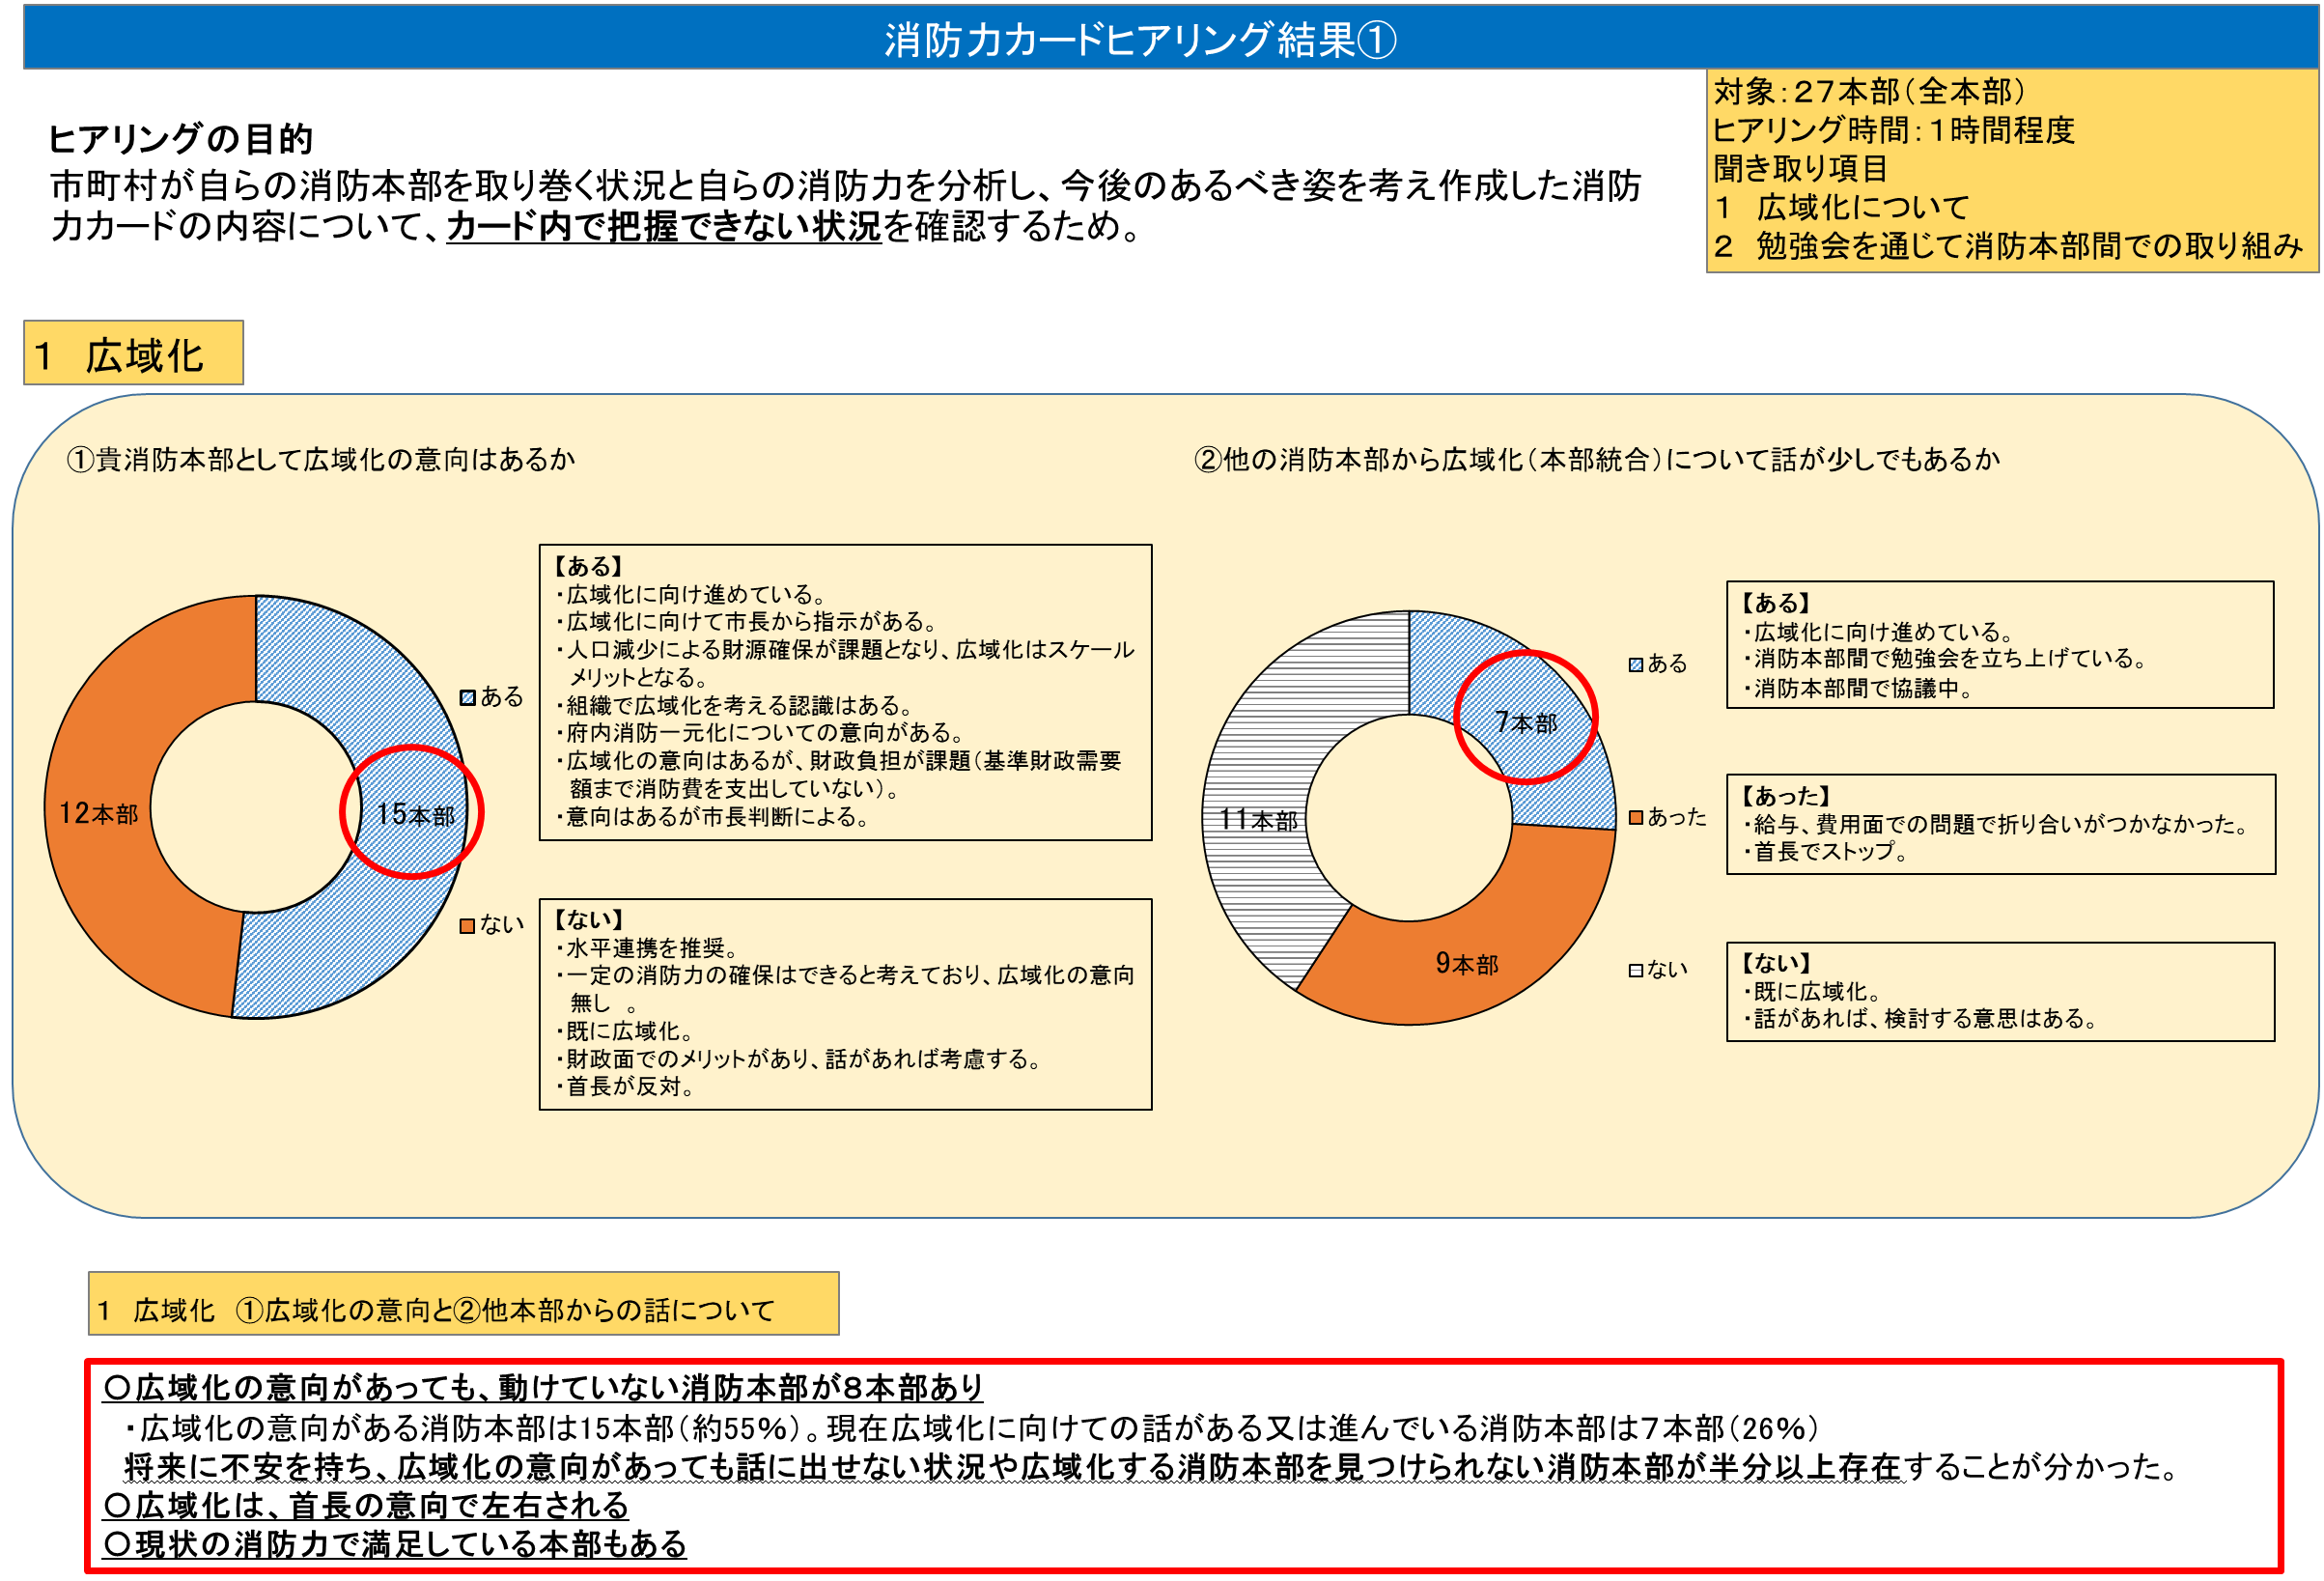 消防力カードヒアリング結果①
対象：２７本部（全本部）
ヒアリング時間：１時間程度
聞き取り項目
１　広域化について
２　勉強会を通じて消防本部間での取り組み
ヒアリングの目的
市町村が自らの消防本部を取り巻く状況と自らの消防力を分析し、今後のあるべき姿を考え作成した消防
力カードの内容について、カード内で把握できない状況を確認するため。
１　広域化
①貴消防本部として広域化の意向はあるか
12本部
15本部
ある
ない
【ある】
・広域化に向け進めている。
・広域化に向けて市長から指示がある。
・人口減少による財源確保が課題となり、広域化はスケール
メリットとなる。
・組織で広域化を考える認識はある。
・府内消防一元化についての意向がある。
・広域化の意向はあるが、財政負担が課題（基準財政需要
額まで消防費を支出していない）。
・意向はあるが市長判断による。
【ない】
・水平連携を推奨。
・一定の消防力の確保はできると考えており、広域化の意向
無し　。
・既に広域化。
・財政面でのメリットがあり、話があれば考慮する。
・首長が反対。
②他の消防本部から広域化（本部統合）について話が少しでもあるか
7本部
11本部
9本部
ある
あった
ない
【ある】
・広域化に向け進めている。
・消防本部間で勉強会を立ち上げている。
・消防本部間で協議中。
【あった】
・給与、費用面での問題で折り合いがつかなかった。
・首長でストップ。
【ない】
・既に広域化。
・話があれば、検討する意思はある。
１　広域化　①広域化の意向と②他本部からの話について
〇広域化の意向があっても、動けていない消防本部が８本部あり
・広域化の意向がある消防本部は15本部（約55％）。現在広域化に向けての話がある又は進んでいる消防本部は７本部（26％）
将来に不安を持ち、広域化の意向があっても話に出せない状況や広域化する消防本部を見つけられない消防本部が半分以上存在することが分かった。
〇広域化は、首長の意向で左右される
〇現状の消防力で満足している本部もある